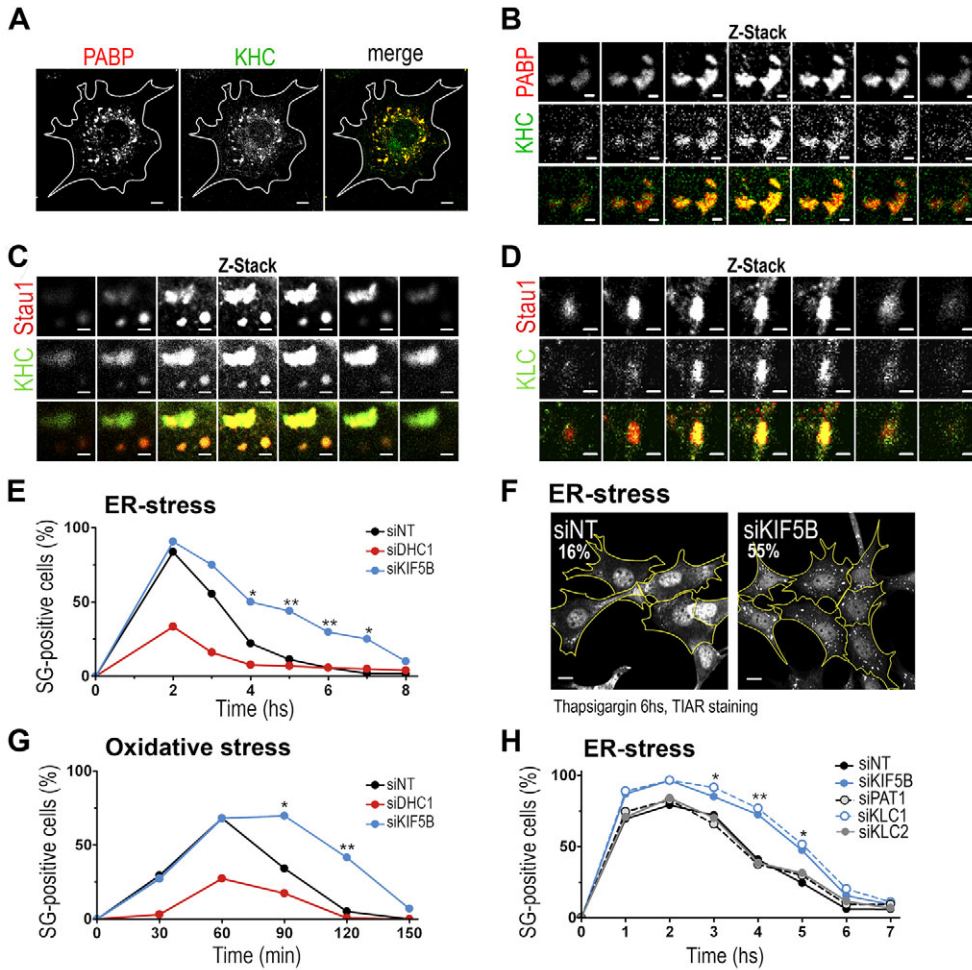 A
PABP KHC merge
B
Z-Stack
PABP
KHC
C
Z-Stack
Stau1
KHC
D
Z-Stack
Stau1
KLC
E ER-stress
SG-positive cells (%)
100
50
0
0 2 4 6 8
Time (hs)
siNT
siDHC1
siKIF5B
* ** ** *
F ER-stress
siNT
16%
siKIF5B
55%
Thapsigargin 6hs, TIAR staining
G Oxidative stress
SG-positive cells (%)
100
50
0
0 30 60 90 120 150
Time (min)
siNT
siDHC1
siKIF5B
* **
H ER-stress
SG-positive cells (%)
100
50
0
0 1 2 3 4 5 6 7
Time (hs)
siNT
siKIF5B
siPAT1
siKLC1
siKLC2
* ** *